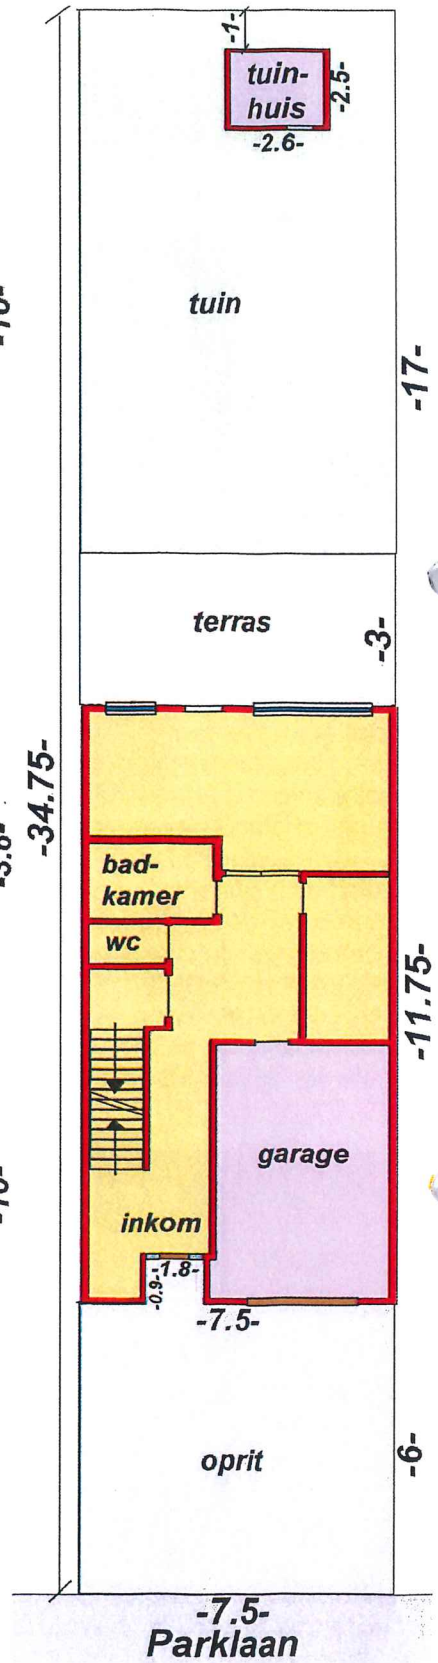 -1-
tuin-
huis
-2.5-
-2.6-
tuin
-17-
terras
-3-
-34.75-
bad-
kamer
wc
-11.75-
garage
inkom
-1.8-
-0.9-
-7.5-
oprit
-6-
-7.5-
Parklaan